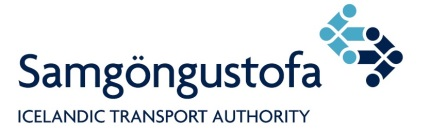 Samgöngustofa
ICELANDIC TRANSPORT AUTHORITY